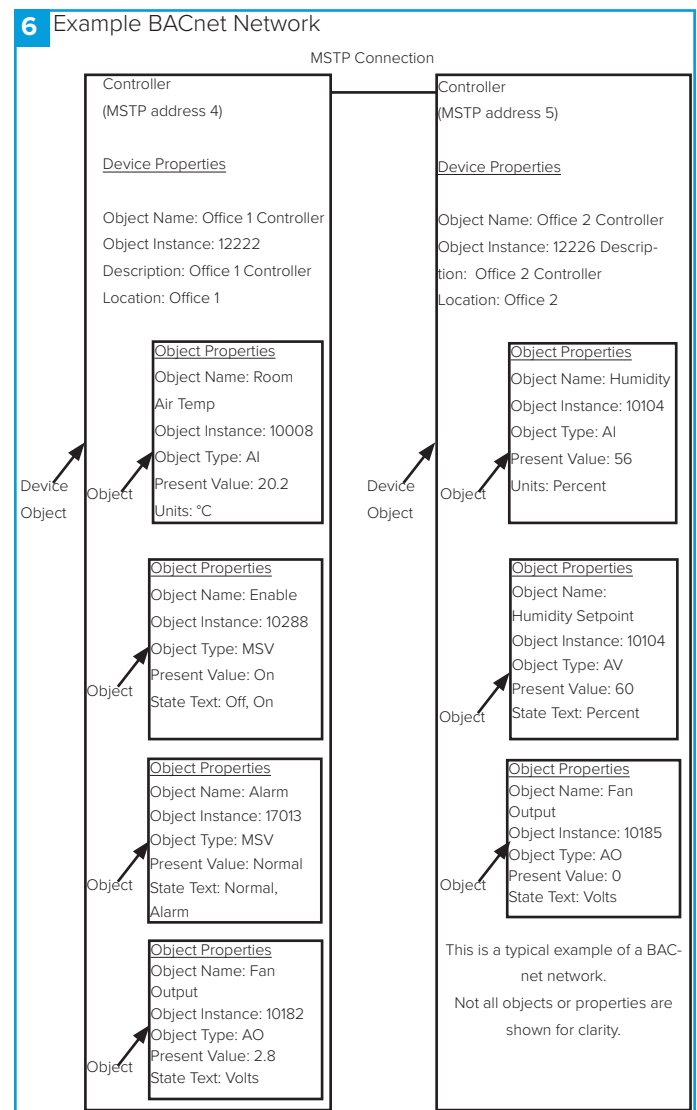 6 Example BACnet Network
MSTP Connection
Controller
(MSTP address 4)
Device Properties
Object Name: Office 1 Controller
Object Instance: 12222
Description: Office 1 Controller
Location: Office 1
Device
Object
Object Properties
Object Name: Room
Air Temp
Object Instance: 10008
Object Type: AI
Present Value: 20.2
Units: °C
Object
Object Properties
Object Name: Enable
Object Instance: 10288
Object Type: MSV
Present Value: On
State Text: Off, On
Object
Object Properties
Object Name: Alarm
Object Instance: 17013
Object Type: MSV
Present Value: Normal
State Text: Normal,
Alarm
Object
Object Properties
Object Name: Fan
Output
Object Instance: 10182
Object Type: AO
Present Value: 2.8
State Text: Volts
Object
Controller
(MSTP address 5)
Device Properties
Object Name: Office 2 Controller
Object Instance: 12226 Descrip-
tion: Office 2 Controller
Location: Office 2
Device
Object
Object Properties
Object Name: Humidity
Object Instance: 10104
Object Type: AI
Present Value: 56
Units: Percent
Object
Object Properties
Object Name:
Humidity Setpoint
Object Instance: 10104
Object Type: AV
Present Value: 60
State Text: Percent
Object
Object Properties
Object Name: Fan
Output
Object Instance: 10185
Object Type: AO
Present Value: 0
State Text: Volts
Object
This is a typical example of a BAC-
net network.
Not all objects or properties are
shown for clarity.